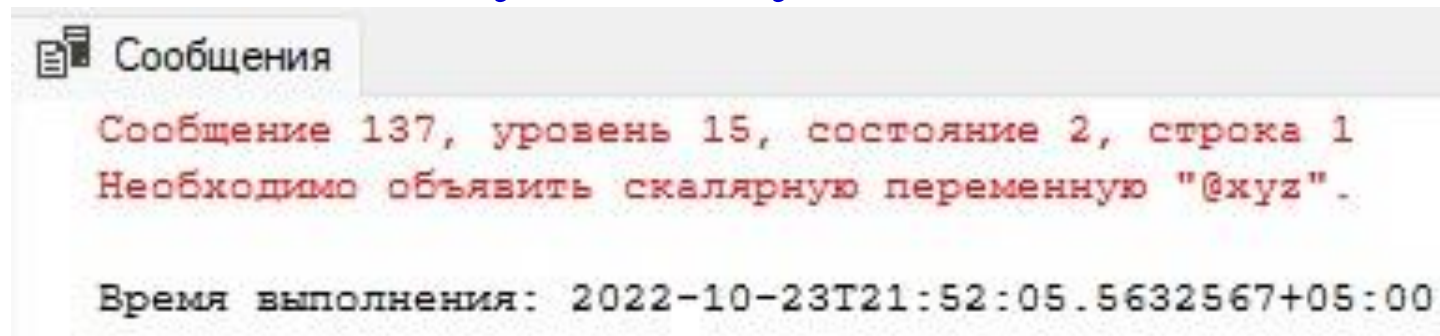 Сообщения
Сообщение 137, уровень 15, состояние 2, строка 1
Необходимо объявить скалярную переменную "@xyz".
Время выполнения: 2022-10-23T21:52:05.5632567+05:00